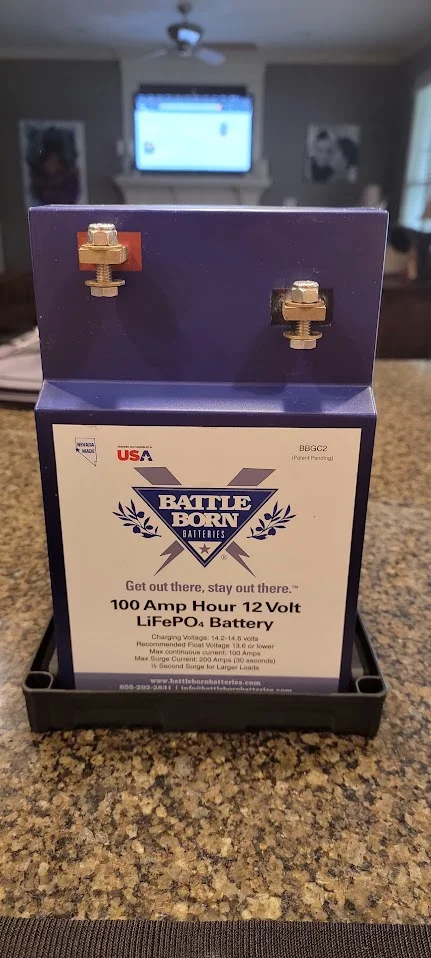 NEVADA
MADE
USA
BBGC2
(Patent Pending)
BATTLE
BORN
BATTERIES
®
Get out there, stay out there.™
100 Amp Hour 12 Volt
LiFePO₄ Battery
Charging Voltage: 14.2-14.6 volts
Recommended Float Voltage 13.6 or lower
Max continuous current: 100 Amps
Max Surge Current: 200 Amps (30 seconds)
½ Second Surge for Larger Loads
www.battlebornbatteries.com
855-292-2831 | info@battlebornbatteries.com